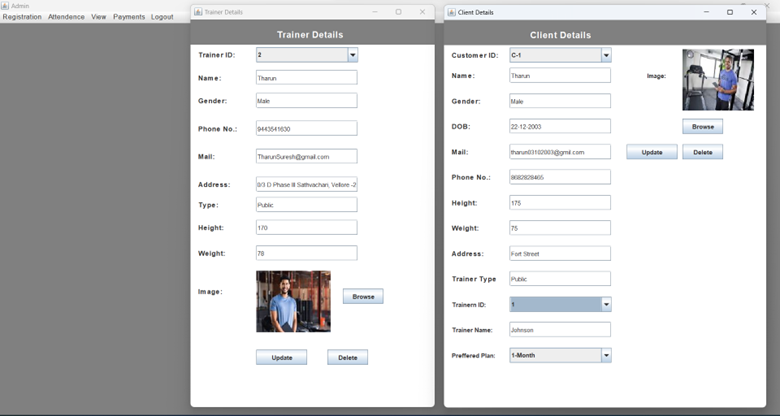 Admin
Registration Attendence View Payments Logout
Trainer Details
Trainer Details
Trainer ID: 2
Name: Tharun
Gender: Male
Phone No.: 9443541630
Mail: TharunSuresh@gmail.com
Address: 0/3 D Phase III Sathvachari, Vellore -2
Type: Public
Height: 170
Weight: 78
Image:
Browse
Update Delete
Client Details
Client Details
Customer ID: C-1
Name: Tharun
Image:
Gender: Male
DOB: 22-12-2003
Browse
Mail: tharun03102003@gmil.com
Update Delete
Phone No.: 8682828465
Height: 175
Weight: 75
Address: Fort Street
Trainer Type Public
Trainern ID: 1
Trainer Name: Johnson
Preffered Plan: 1-Month